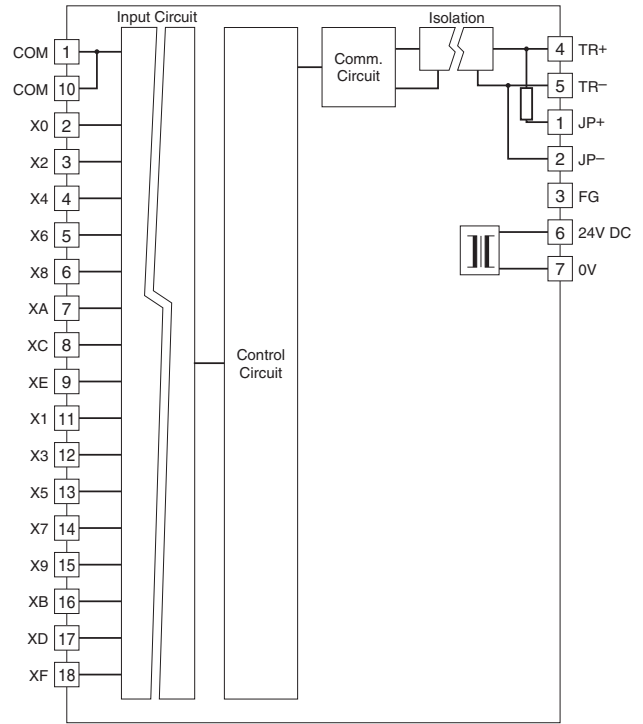 Input Circuit
Isolation
COM 1
COM 10
X0 2
X2 3
X4 4
X6 5
X8 6
XA 7
XC 8
XE 9
X1 11
X3 12
X5 13
X7 14
X9 15
XB 16
XD 17
XF 18
Control
Circuit
Comm.
Circuit
4 TR+
5 TR−
1 JP+
2 JP−
3 FG
6 24V DC
7 0V